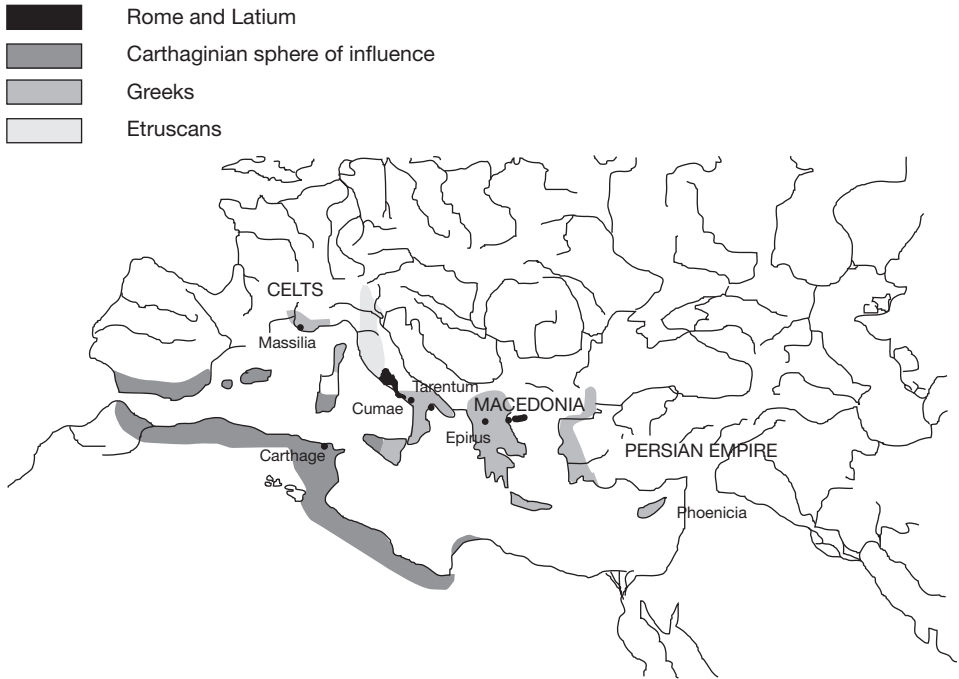 Rome and Latium
Carthaginian sphere of influence
Greeks
Etruscans
CELTS
Massilia
Tarentum
Cumae
MACEDONIA
Epirus
Carthage
PERSIAN EMPIRE
Phoenicia